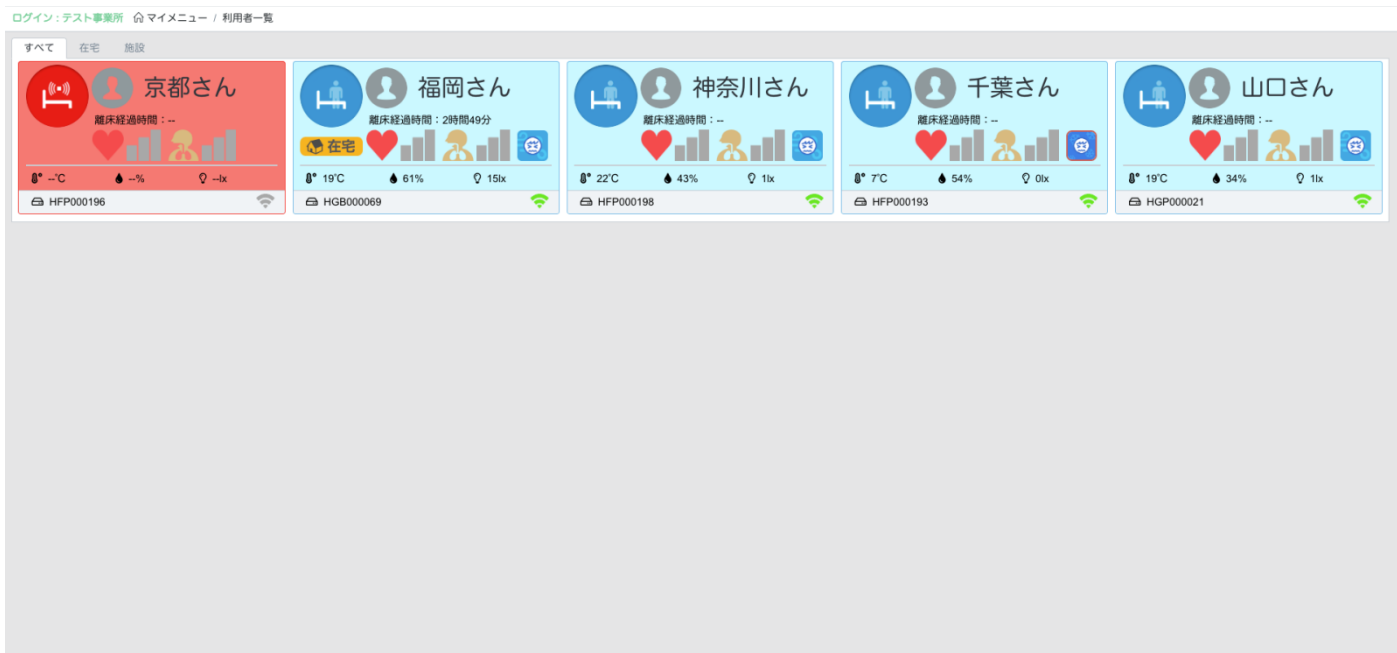 ログイン : テスト事業所 マイメニュー / 利用者一覧
すべて 在宅 施設
京都さん
離床経過時間：--
--℃ --% --lx
HFP000196
福岡さん
離床経過時間：2時間49分
在宅
19℃ 61% 15lx
HGB000069
神奈川さん
離床経過時間：--
22℃ 43% 1lx
HFP000198
千葉さん
離床経過時間：--
7℃ 54% 0lx
HFP000193
山口さん
離床経過時間：--
19℃ 34% 1lx
HGP000021